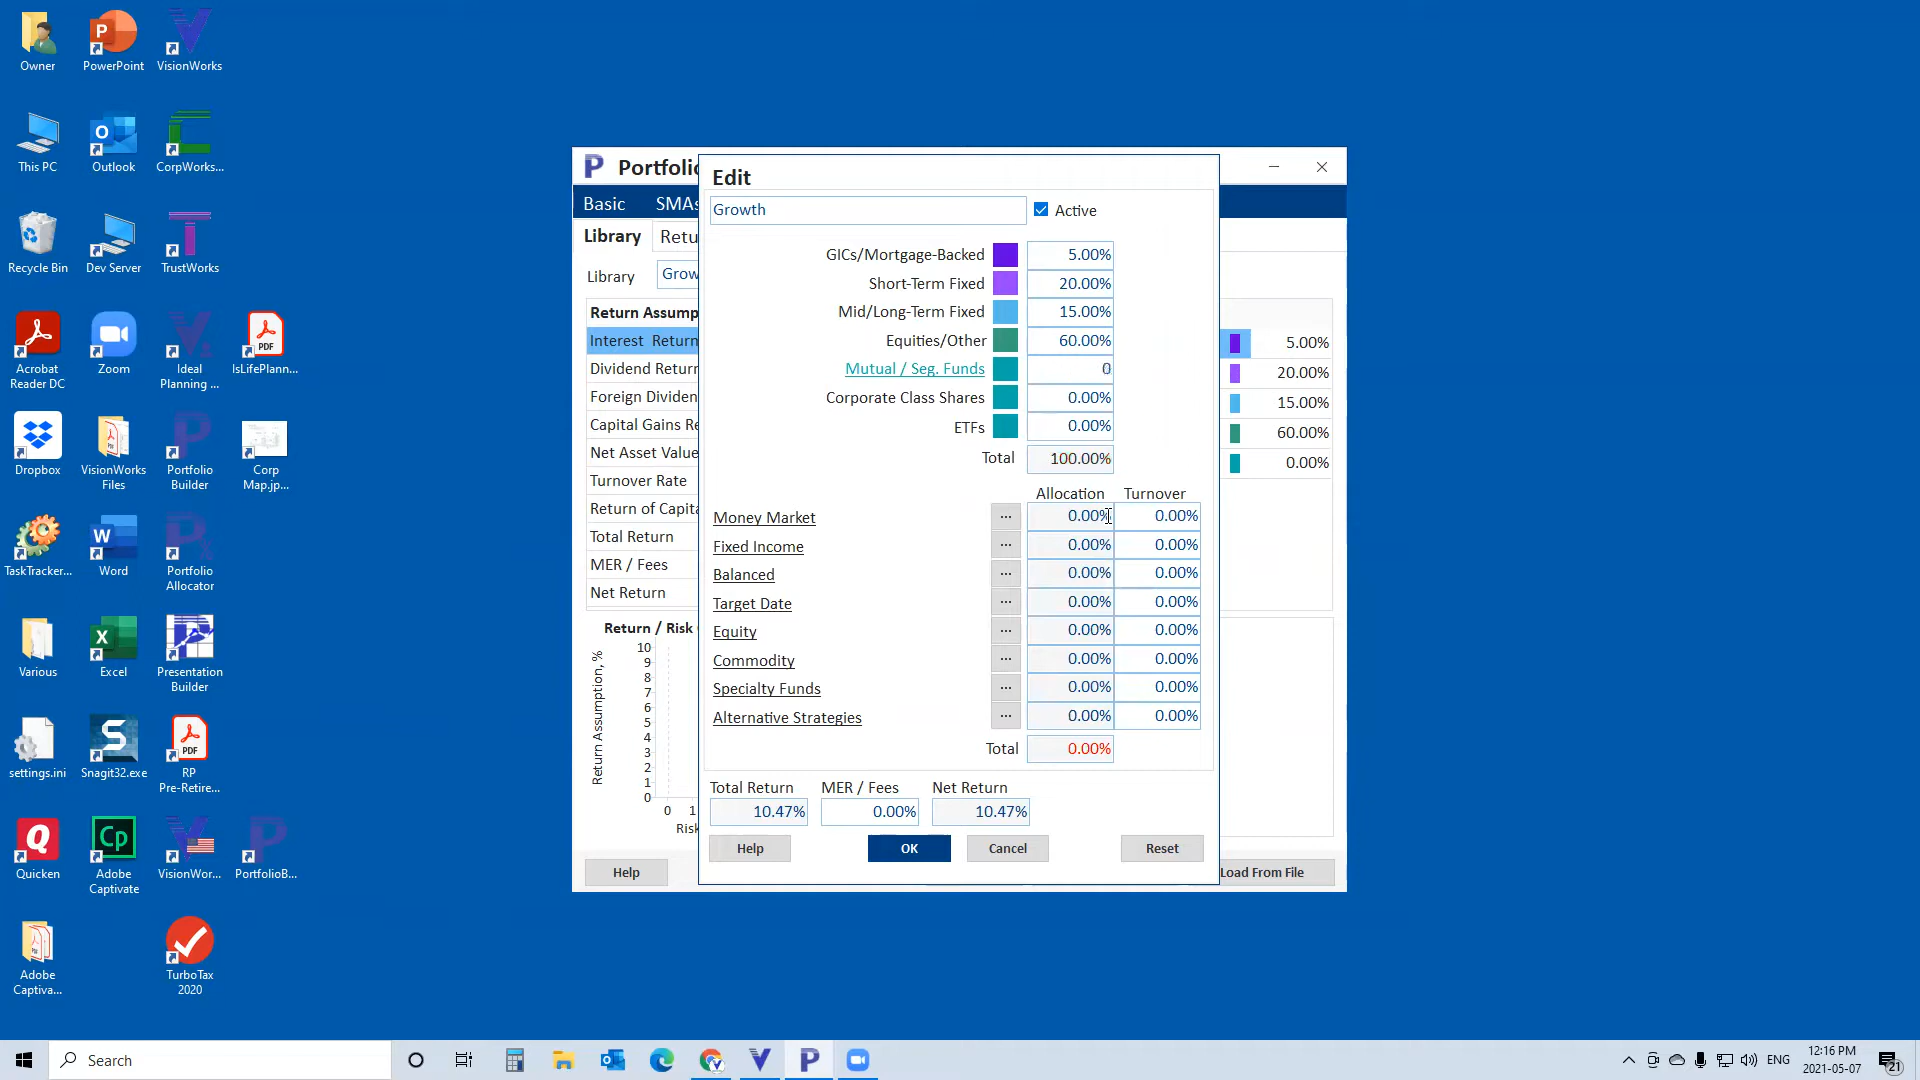 Owner
PowerPoint
VisionWorks
This PC
Outlook
CorpWorks...
Recycle Bin
Dev Server
TrustWorks
Acrobat
Reader DC
Zoom
Ideal
Planning ...
PDF
IsLifePlann...
Dropbox
VisionWorks
Files
Portfolio
Builder
Corp
Map.jp...
TaskTracker...
Word
Portfolio
Allocator
Various
Excel
Presentation
Builder
settings.ini
Snagit32.exe
PDF
RP
Pre-Retire...
Quicken
Adobe
Captivate
VisionWor...
PortfolioB...
Adobe
Captiva...
TurboTax
2020
Portfolio
Basic
SMAs
Library
Retu
Library
Grow
Return Assump
Interest Return
Dividend Return
Foreign Dividen
Capital Gains Re
Net Asset Value
Turnover Rate
Return of Capita
Total Return
MER / Fees
Net Return
5.00%
20.00%
15.00%
60.00%
0.00%
Return / Risk
Return Assumption, %
10
9
8
7
6
5
4
3
2
1
0
0
1
Risk
Help
Load From File
Edit
Growth
Active
GICs/Mortgage-Backed 5.00%
Short-Term Fixed 20.00%
Mid/Long-Term Fixed 15.00%
Equities/Other 60.00%
Mutual / Seg. Funds 0
Corporate Class Shares 0.00%
ETFs 0.00%
Total 100.00%
Allocation Turnover
Money Market ... 0.00% 0.00%
Fixed Income ... 0.00% 0.00%
Balanced ... 0.00% 0.00%
Target Date ... 0.00% 0.00%
Equity ... 0.00% 0.00%
Commodity ... 0.00% 0.00%
Specialty Funds ... 0.00% 0.00%
Alternative Strategies ... 0.00% 0.00%
Total 0.00%
Total Return MER / Fees Net Return
10.47% 0.00% 10.47%
Help OK Cancel Reset
Search
ENG
12:16 PM
2021-05-07
21